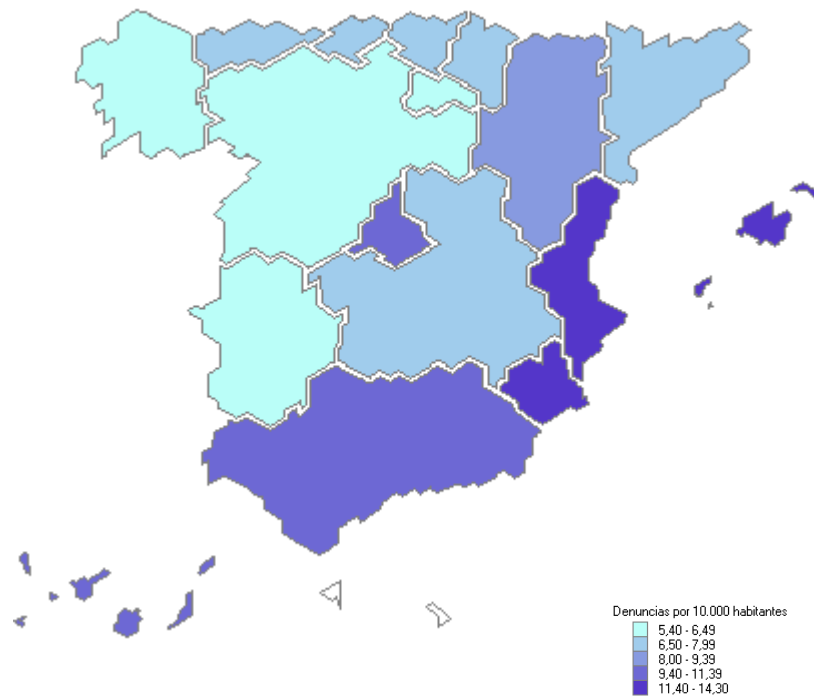 Denuncias por 10.000 habitantes
5,40 - 6,49
6,50 - 7,99
8,00 - 9,39
9,40 - 11,39
11,40 - 14,30